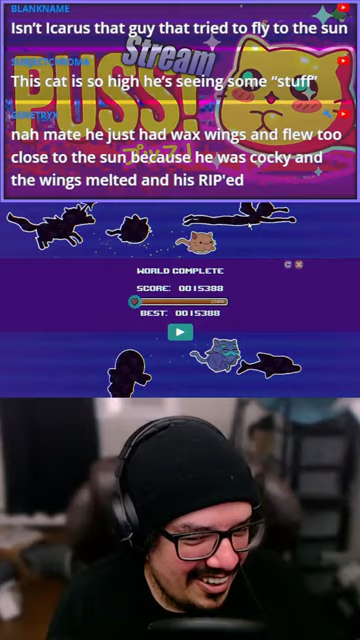 BLANKNAME
Isn't Icarus that guy that tried to fly to the sun
Stream
PUSS!
This cat is so high he's seeing some “stuff”
nah mate he just had wax wings and flew too
close to the sun because he was cocky and
the wings melted and his RIP'ed
WORLD COMPLETE
SCORE: 0015388
BEST: 0015388